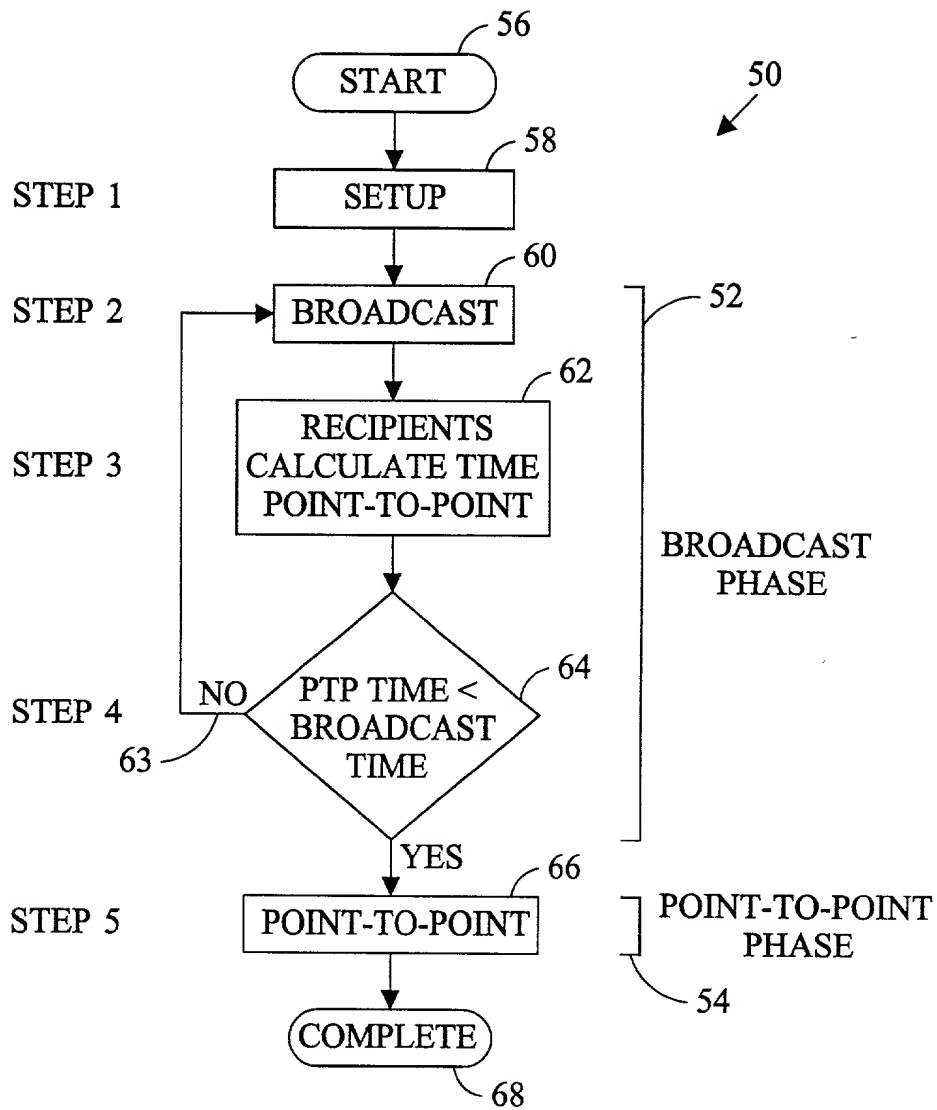 56
START
50
58
STEP 1
SETUP
60
STEP 2
BROADCAST
52
62
STEP 3
RECIPIENTS
CALCULATE TIME
POINT-TO-POINT
BROADCAST
PHASE
64
STEP 4
NO
PTP TIME <
BROADCAST
TIME
63
YES
66
STEP 5
POINT-TO-POINT
POINT-TO-POINT
PHASE
54
COMPLETE
68